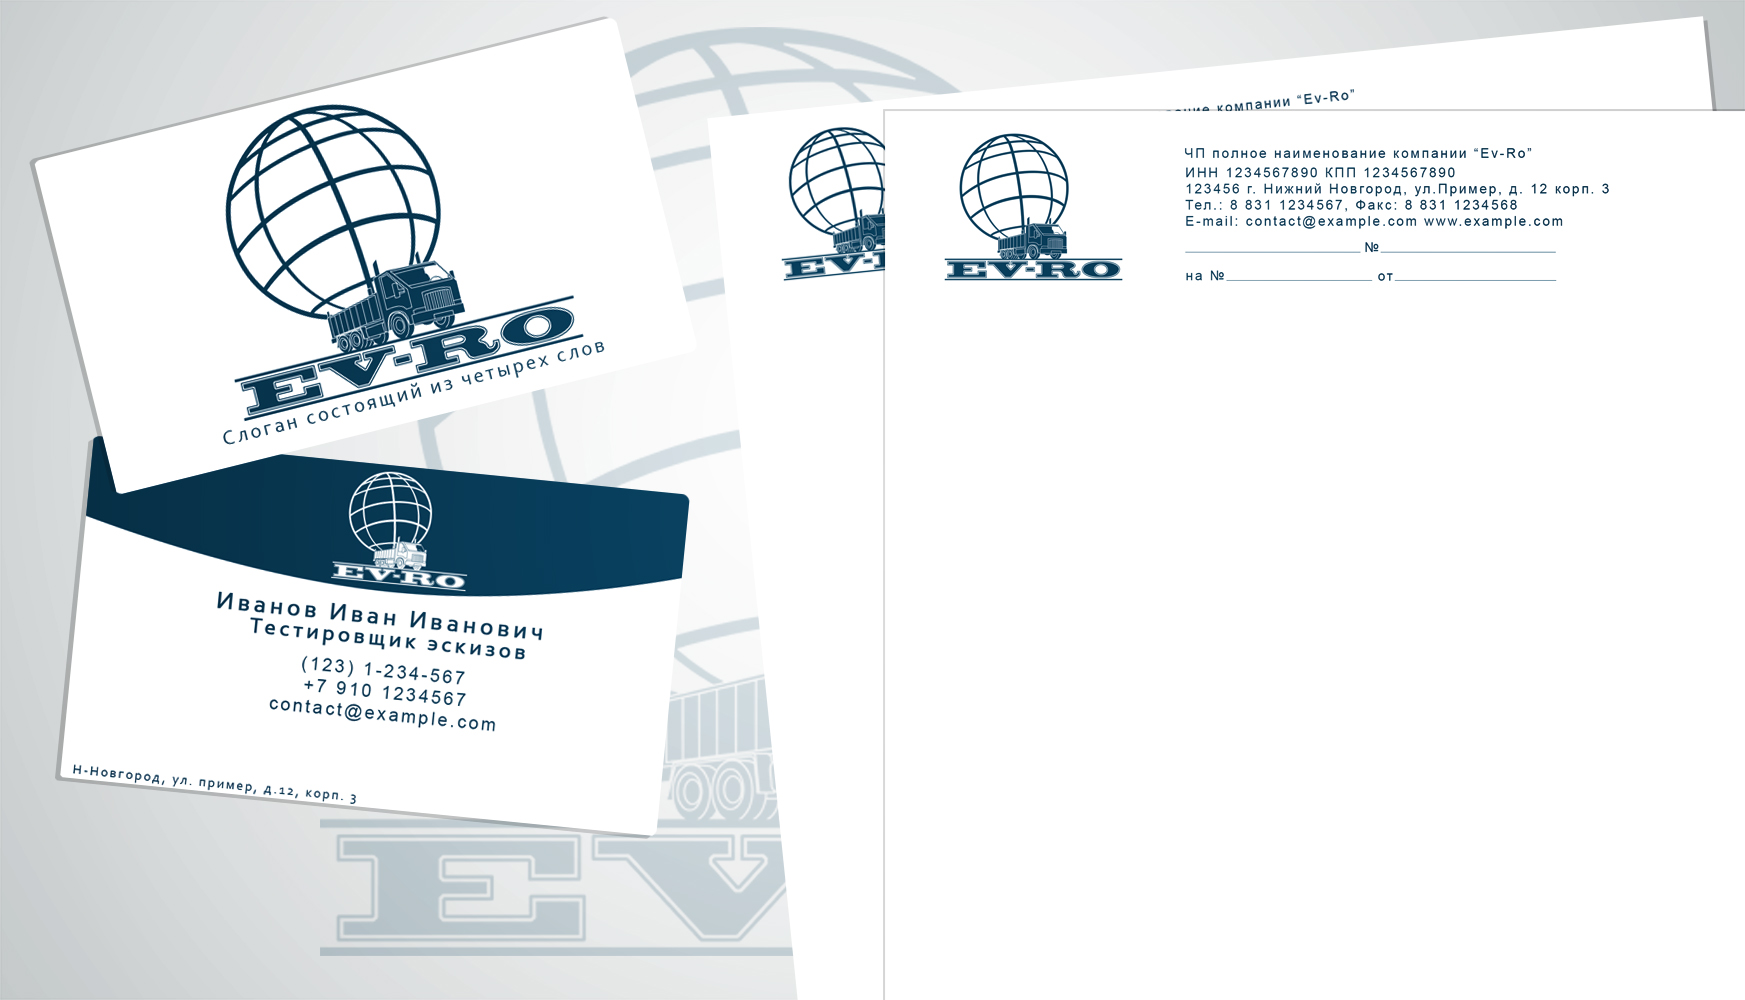 EV-RO
Слоган состоящий из четырех слов
EV-RO
Иванов Иван Иванович
Тестировщик эскизов
(123) 1-234-567
+7 910 1234567
contact@example.com
Н-Новгород, ул. пример, д.12, корп. 3
EV
компании “Ev-Ro”
EV-
EV-RO
ЧП полное наименование компании “Ev-Ro”
ИНН 1234567890 КПП 1234567890
123456 г. Нижний Новгород, ул.Пример, д. 12 корп. 3
Тел.: 8 831 1234567, Факс: 8 831 1234568
E-mail: contact@example.com www.example.com
№
на № от